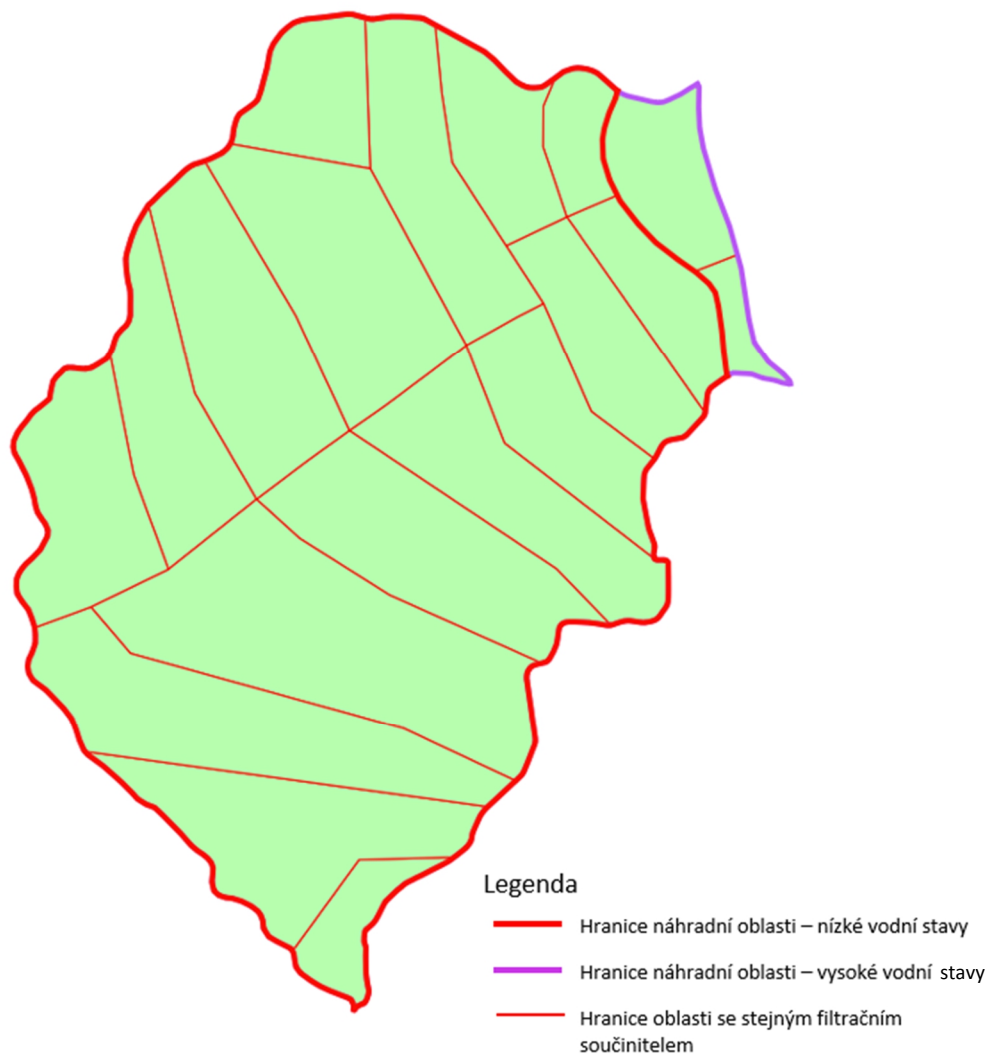 Legenda
Hranice náhradní oblasti – nízké vodní stavy
Hranice náhradní oblasti – vysoké vodní stavy
Hranice oblasti se stejným filtračním
součinitelem